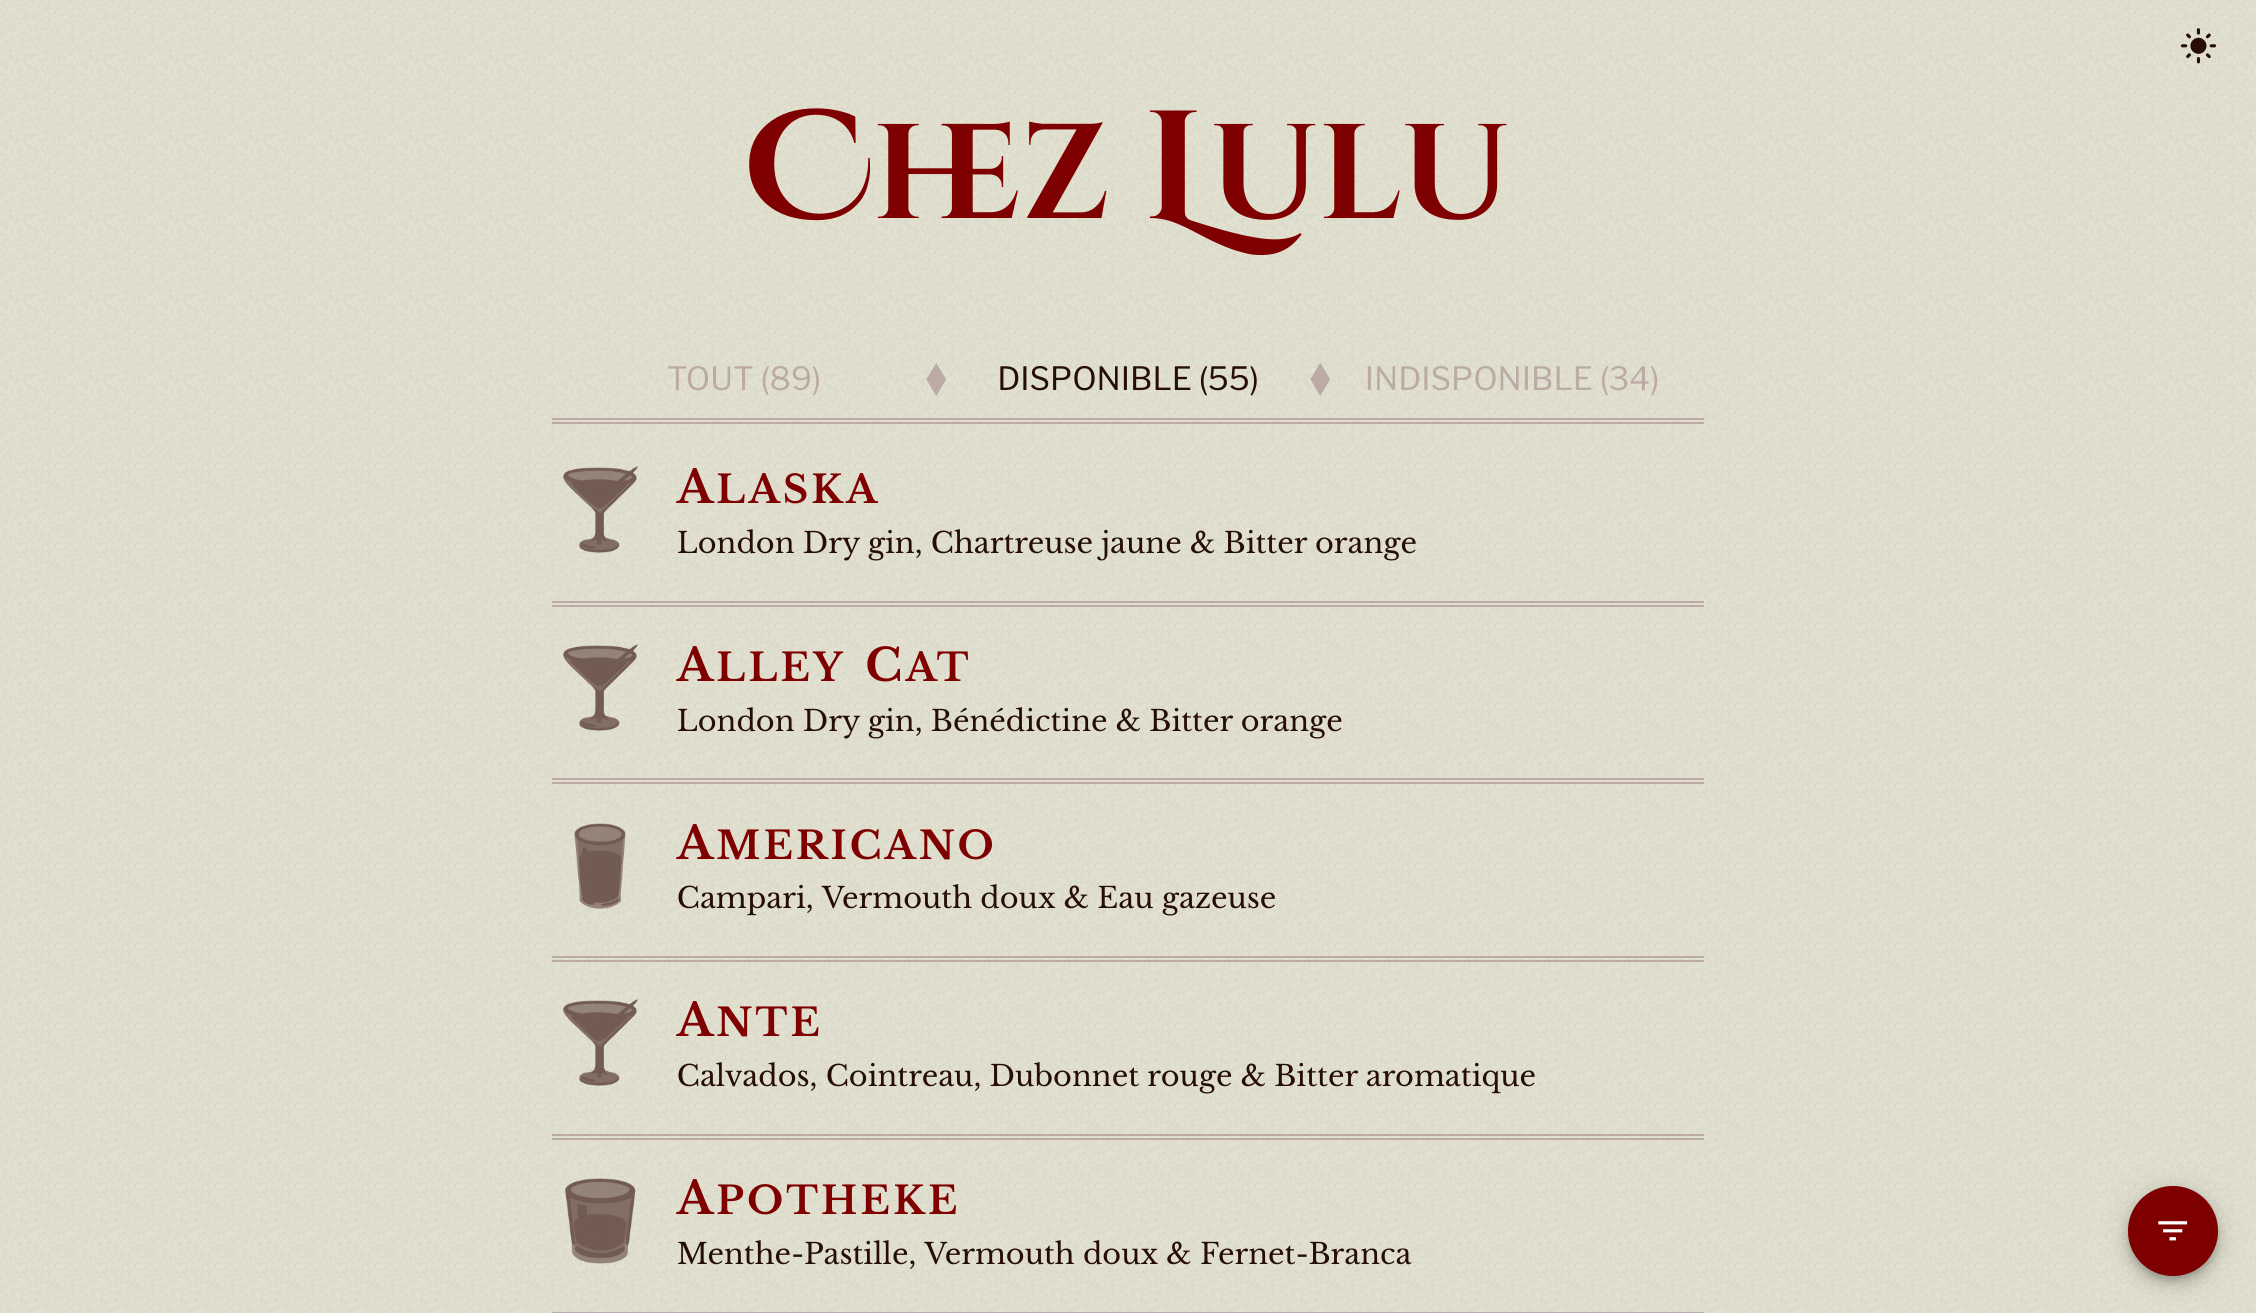 Chez Lulu
TOUT (89) ♦ DISPONIBLE (55) ♦ INDISPONIBLE (34)
Alaska
London Dry gin, Chartreuse jaune & Bitter orange
Alley Cat
London Dry gin, Bénédictine & Bitter orange
Americano
Campari, Vermouth doux & Eau gazeuse
Ante
Calvados, Cointreau, Dubonnet rouge & Bitter aromatique
Apotheke
Menthe-Pastille, Vermouth doux & Fernet-Branca